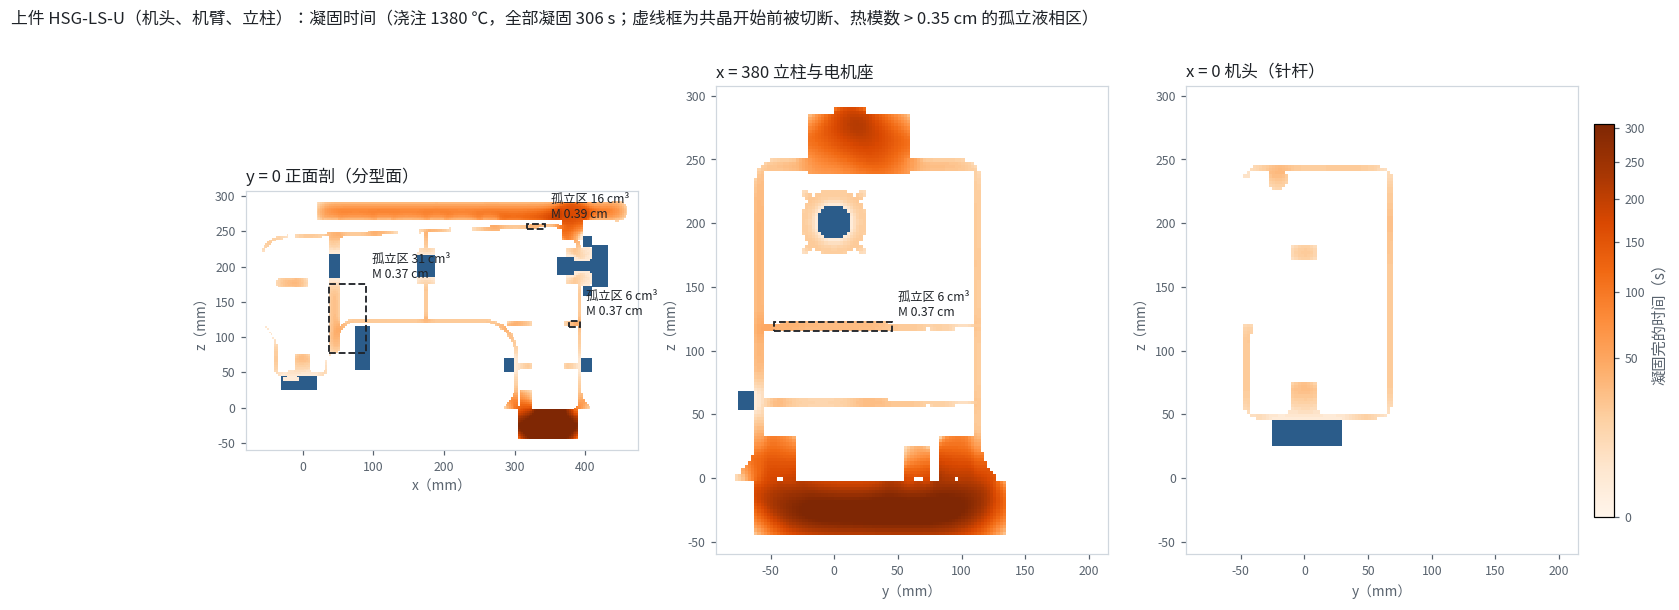 上件 HSG-LS-U（机头、机臂、立柱）：凝固时间（浇注 1380 °C，全部凝固 306 s；虚线框为共晶开始前被切断、热模数 > 0.35 cm 的孤立液相区）
y = 0 正面剖（分型面）
孤立区 16 cm³
M 0.39 cm
孤立区 31 cm³
M 0.37 cm
孤立区 6 cm³
M 0.37 cm
300
250
200
150
100
50
0
-50
z（mm）
0
100
200
300
400
x（mm）
x = 380 立柱与电机座
孤立区 6 cm³
M 0.37 cm
300
250
200
150
100
50
0
-50
z（mm）
-50
0
50
100
150
200
y（mm）
x = 0 机头（针杆）
300
250
200
150
100
50
0
-50
z（mm）
-50
0
50
100
150
200
y（mm）
300
250
200
150
100
50
0
凝固完的时间（s）